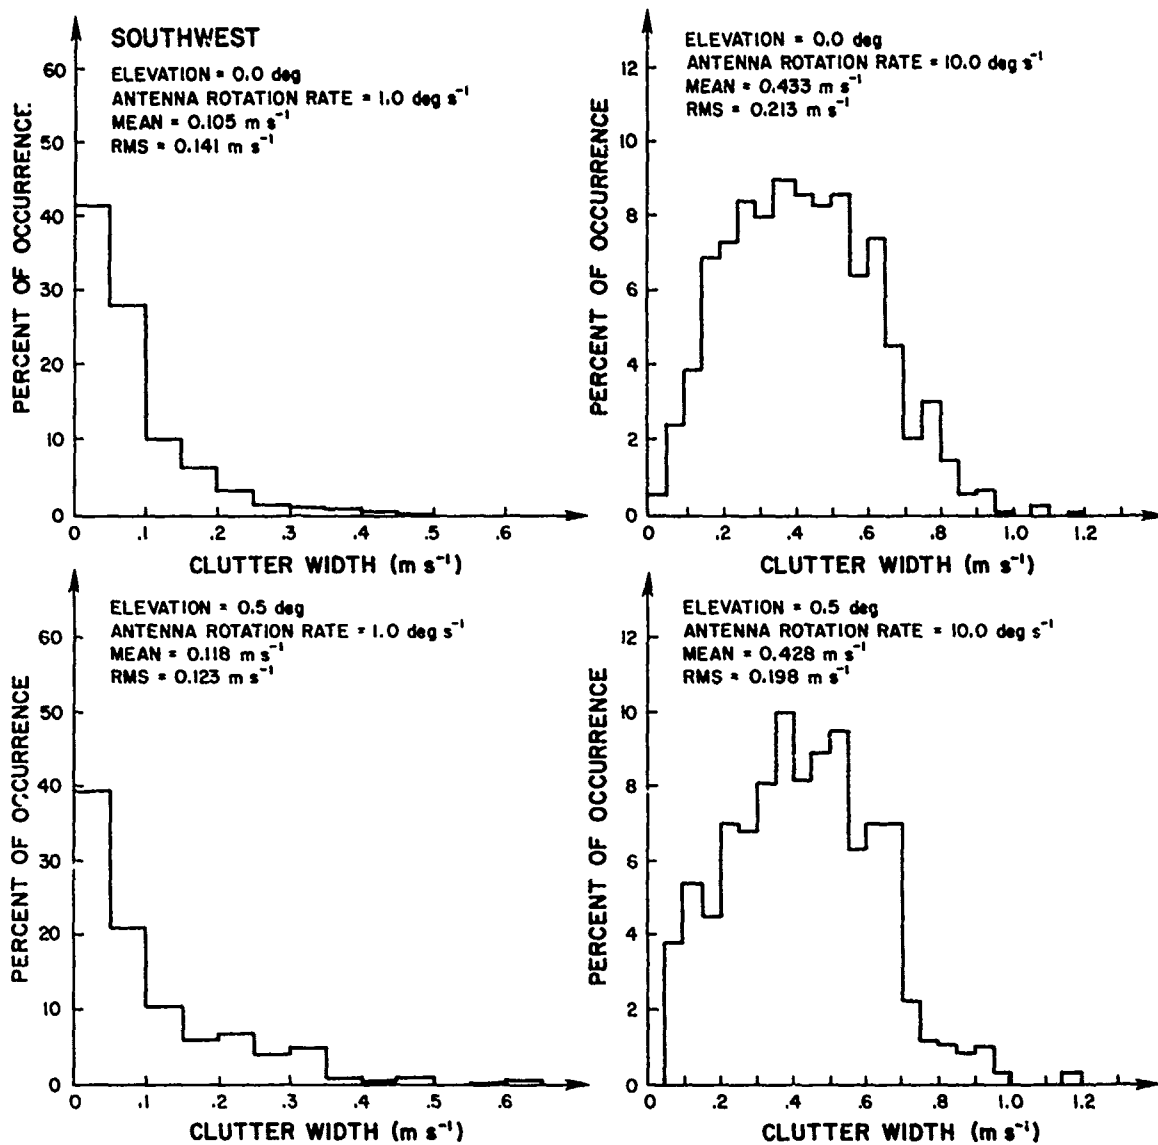 SOUTHWEST
ELEVATION = 0.0 deg
ANTENNA ROTATION RATE = 1.0 deg s⁻¹
MEAN = 0.105 m s⁻¹
RMS = 0.141 m s⁻¹
PERCENT OF OCCURRENCE
60
50
40
30
20
10
0
0 .1 .2 .3 .4 .5 .6
CLUTTER WIDTH (m s⁻¹)
ELEVATION = 0.0 deg
ANTENNA ROTATION RATE = 10.0 deg s⁻¹
MEAN = 0.433 m s⁻¹
RMS = 0.213 m s⁻¹
PERCENT OF OCCURRENCE
12
10
8
6
4
2
0
0 .2 .4 .6 .8 1.0 1.2
CLUTTER WIDTH (m s⁻¹)
ELEVATION = 0.5 deg
ANTENNA ROTATION RATE = 1.0 deg s⁻¹
MEAN = 0.118 m s⁻¹
RMS = 0.123 m s⁻¹
PERCENT OF OCCURRENCE
60
50
40
30
20
10
0
0 .1 .2 .3 .4 .5 .6
CLUTTER WIDTH (m s⁻¹)
ELEVATION = 0.5 deg
ANTENNA ROTATION RATE = 10.0 deg s⁻¹
MEAN = 0.428 m s⁻¹
RMS = 0.198 m s⁻¹
PERCENT OF OCCURRENCE
12
10
8
6
4
2
0
0 .2 .4 .6 .8 1.0 1.2
CLUTTER WIDTH (m s⁻¹)